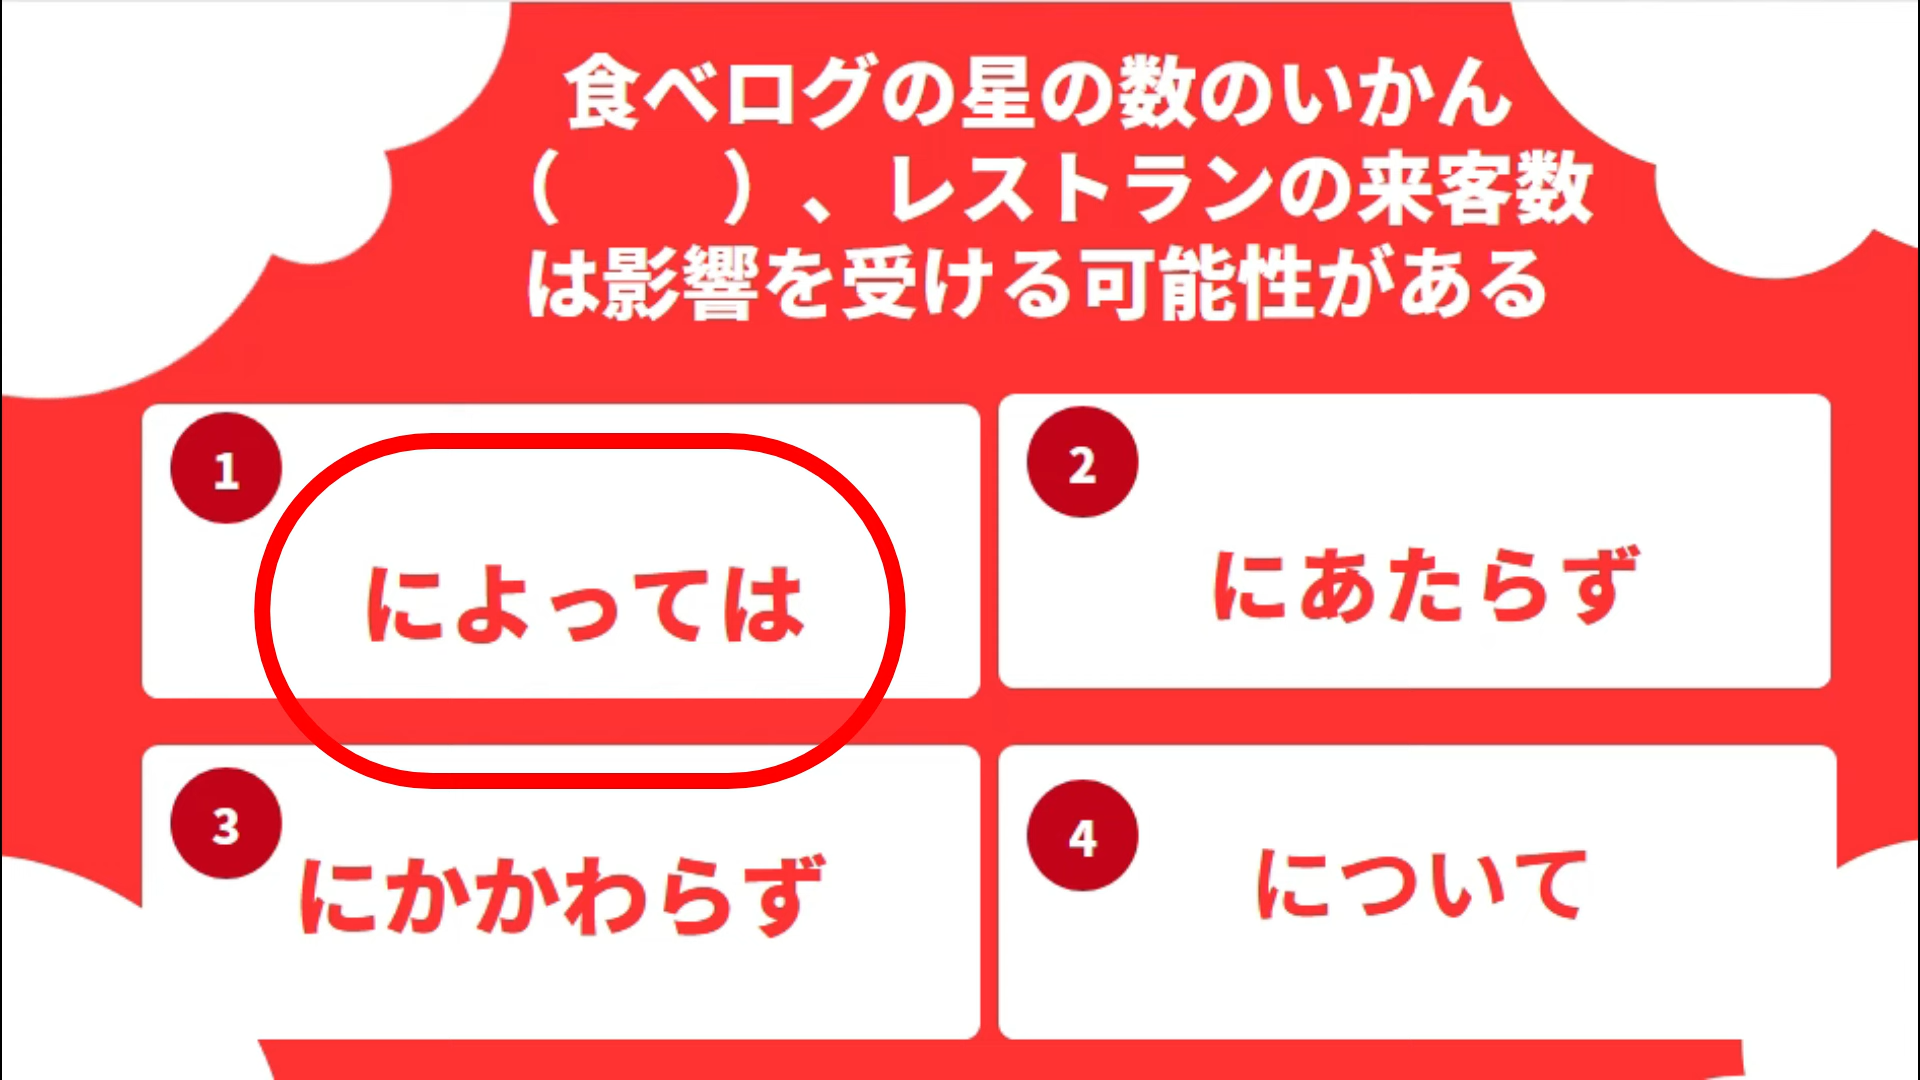 食べログの星の数のいかん
（　　）、レストランの来客数
は影響を受ける可能性がある
1
によっては
2
にあたらず
3
にかかわらず
4
について